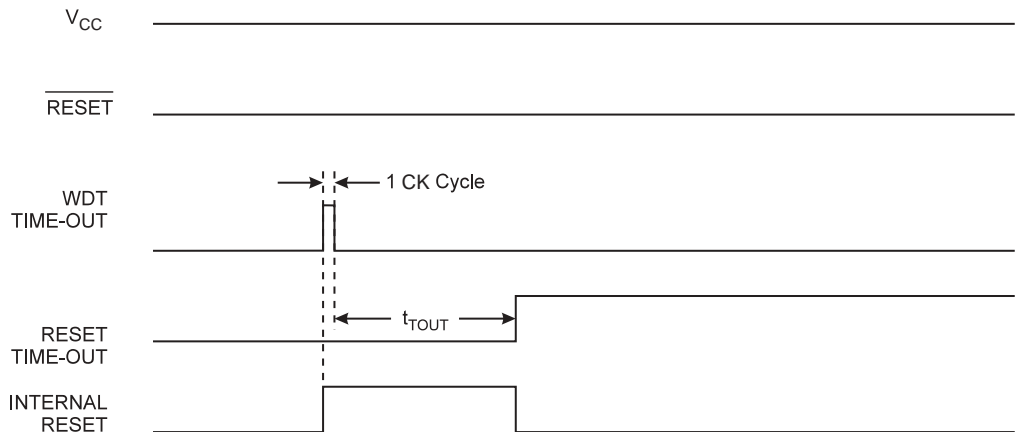 VCC
RESET
1 CK Cycle
WDT
TIME-OUT
tTOUT
RESET
TIME-OUT
INTERNAL
RESET